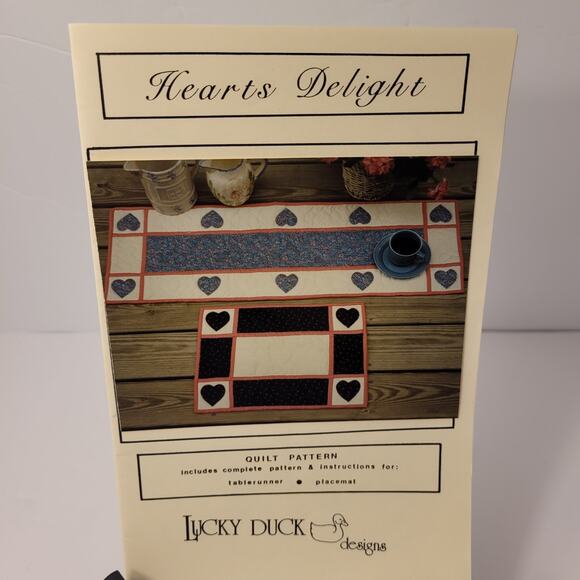 Hearts Delight
QUILT PATTERN
includes complete pattern & instructions for:
tablerunner ● placemat
LUCKY DUCK
designs